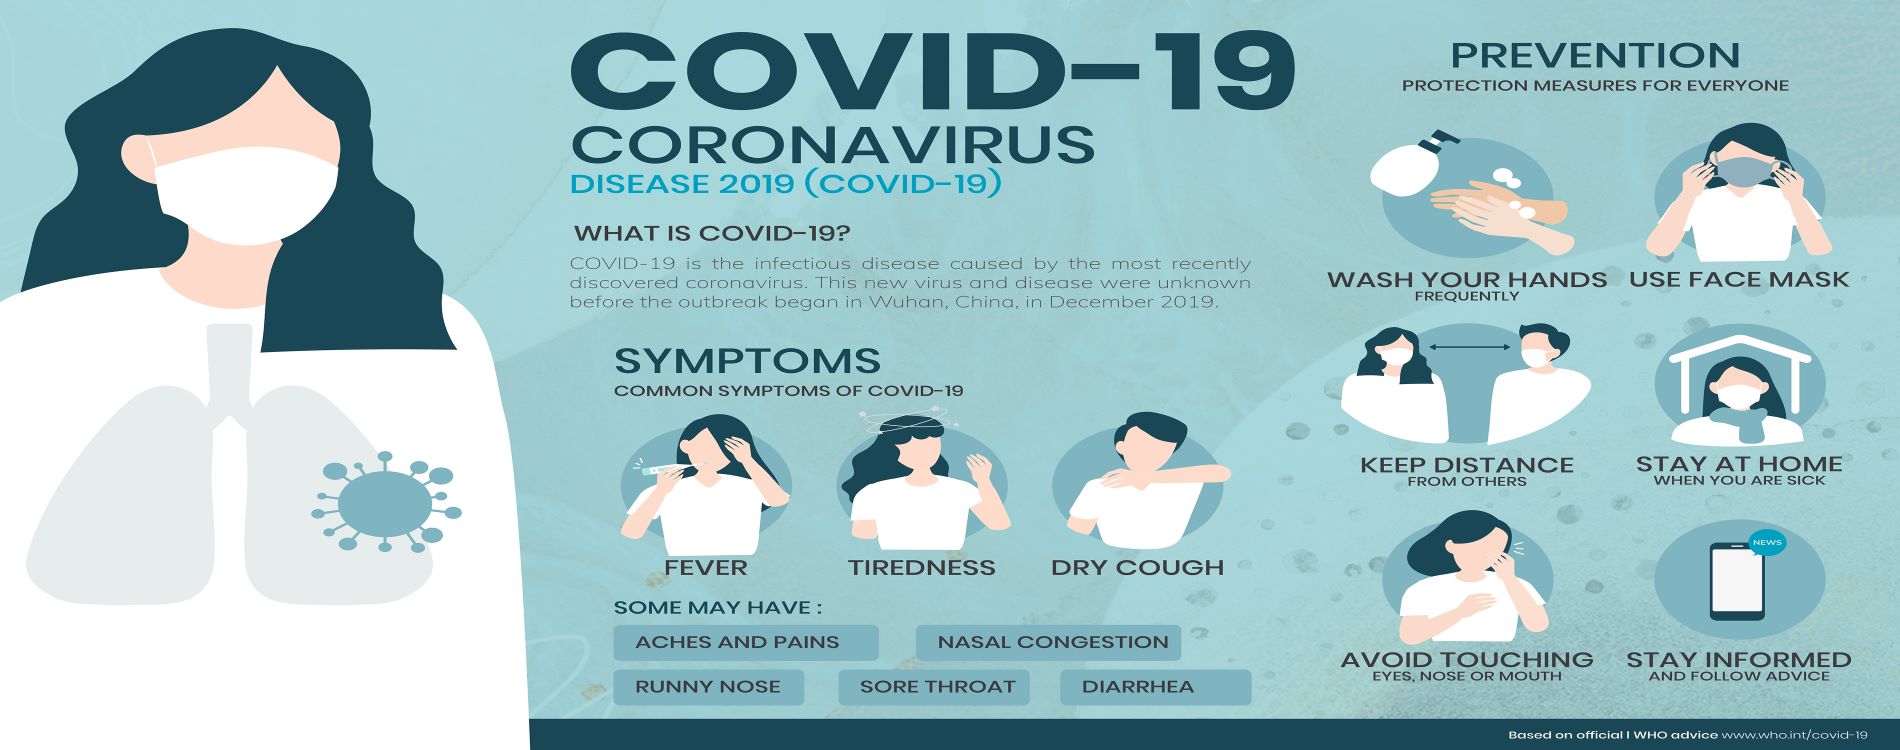 COVID-19
CORONAVIRUS
DISEASE 2019 (COVID-19)
WHAT IS COVID-19?
COVID-19 is the infectious disease caused by the most recently
discovered coronavirus. This new virus and disease were unknown
before the outbreak began in Wuhan, China, in December 2019.
SYMPTOMS
COMMON SYMPTOMS OF COVID-19
FEVER
TIREDNESS
DRY COUGH
SOME MAY HAVE :
ACHES AND PAINS
NASAL CONGESTION
RUNNY NOSE
SORE THROAT
DIARRHEA
PREVENTION
PROTECTION MEASURES FOR EVERYONE
WASH YOUR HANDS
FREQUENTLY
USE FACE MASK
KEEP DISTANCE
FROM OTHERS
STAY AT HOME
WHEN YOU ARE SICK
AVOID TOUCHING
EYES, NOSE OR MOUTH
NEWS
STAY INFORMED
AND FOLLOW ADVICE
Based on official I WHO advice www.who.int/covid-19